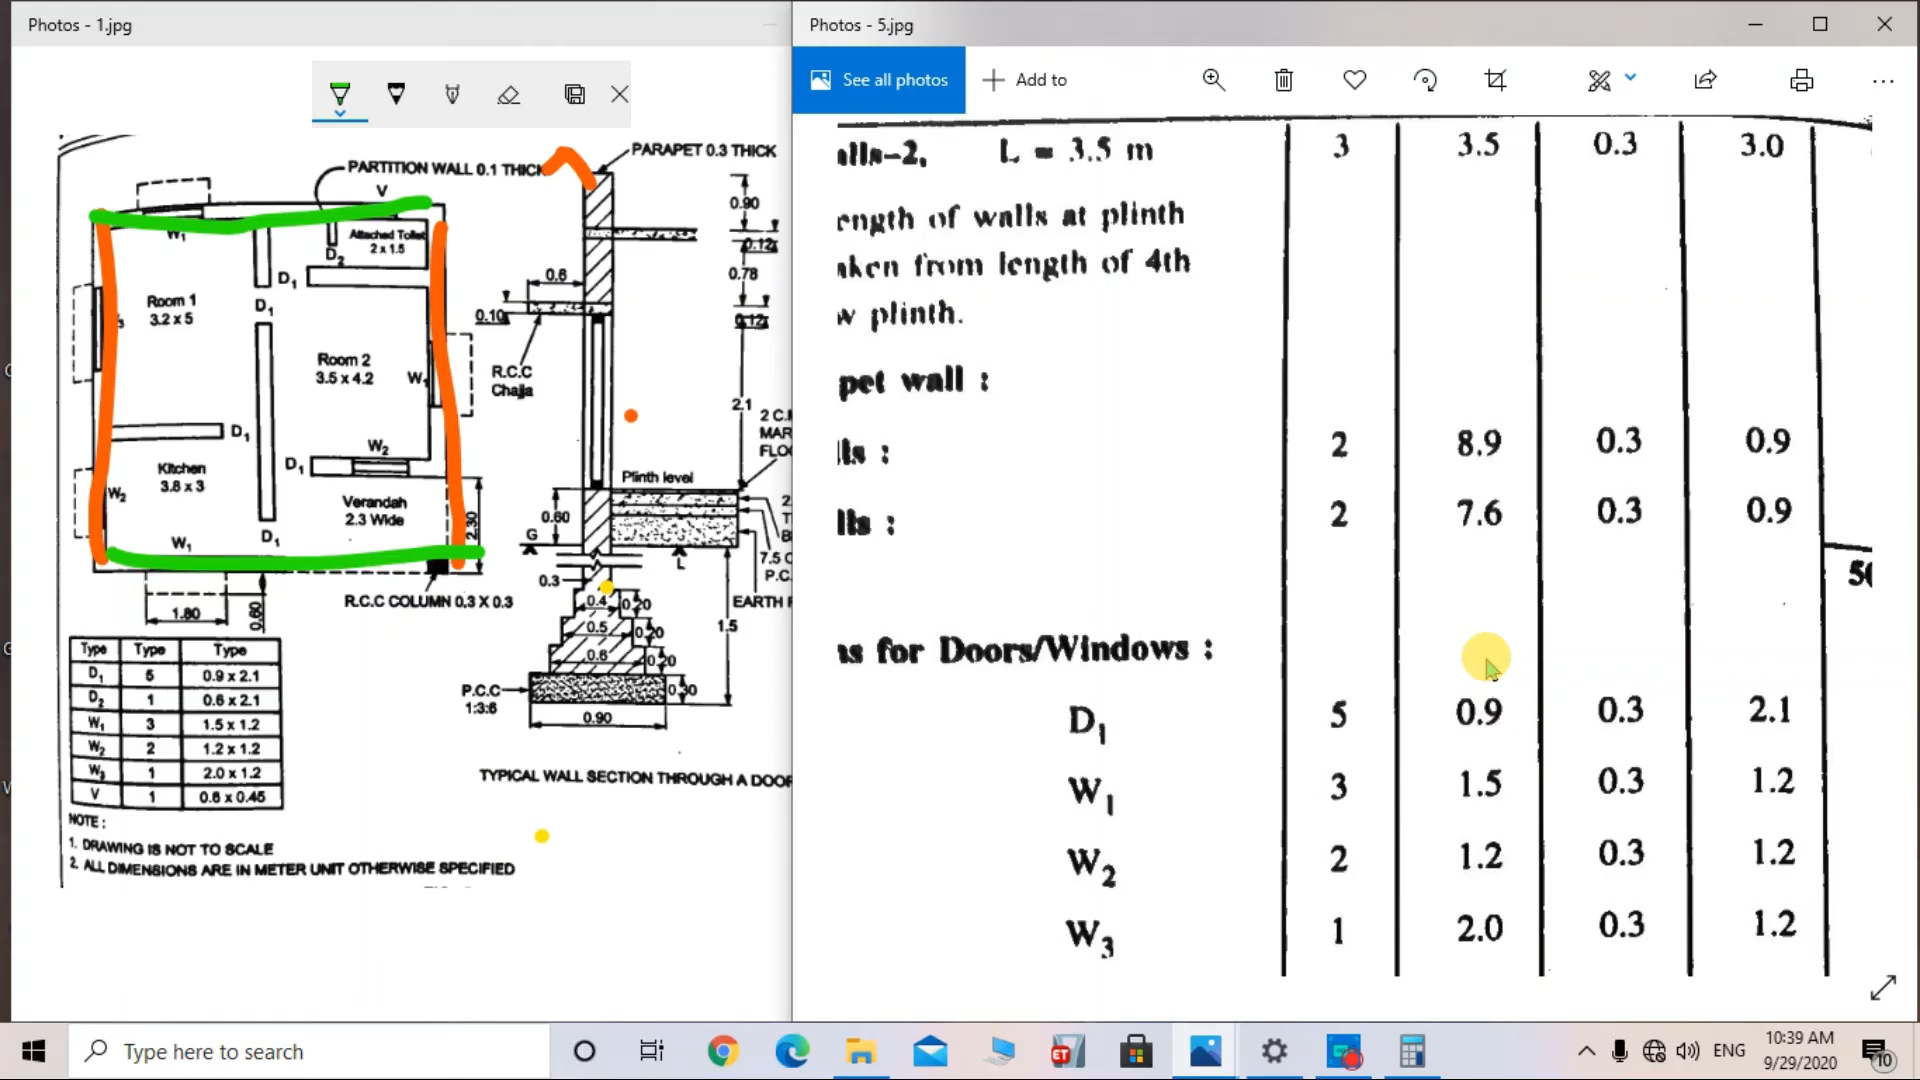 Photos - 1.jpg
PARTITION WALL 0.1 THICK
PARAPET 0.3 THICK
V
W1
Attached Toilet
2 x 1.5
D2
D1
Room 1
3.2 x 5
D1
Room 2
3.5 x 4.2
W1
D1
W2
D1
Kitchen
3.8 x 3
W2
Verandah
2.3 Wide
2.30
W1
D1
R.C.C COLUMN 0.3 X 0.3
1.80
0.60
0.90
0.12
0.78
0.12
0.6
0.10
R.C.C
Chajja
2.1
2 C.
MAR
FLO
Plinth level
0.60
G
L
7.5
P.C.
EARTH
0.3
0.4
0.20
0.5
0.20
0.6
0.20
1.5
P.C.C
1:3:6
0.30
0.90
TYPICAL WALL SECTION THROUGH A DOOR
Type Type Type
D1 5 0.9 x 2.1
D2 1 0.6 x 2.1
W1 3 1.5 x 1.2
W2 2 1.2 x 1.2
W3 1 2.0 x 1.2
V 1 0.6 x 0.45
NOTE :
1. DRAWING IS NOT TO SCALE
2. ALL DIMENSIONS ARE IN METER UNIT OTHERWISE SPECIFIED
Photos - 5.jpg
See all photos
Add to
alls-2, L = 3.5 m 3 3.5 0.3 3.0
ength of walls at plinth
aken from length of 4th
w plinth.
pet wall :
lls : 2 8.9 0.3 0.9
lls : 2 7.6 0.3 0.9
ns for Doors/Windows :
D1 5 0.9 0.3 2.1
W1 3 1.5 0.3 1.2
W2 2 1.2 0.3 1.2
W3 1 2.0 0.3 1.2
Type here to search
ET
ENG
10:39 AM
9/29/2020
10